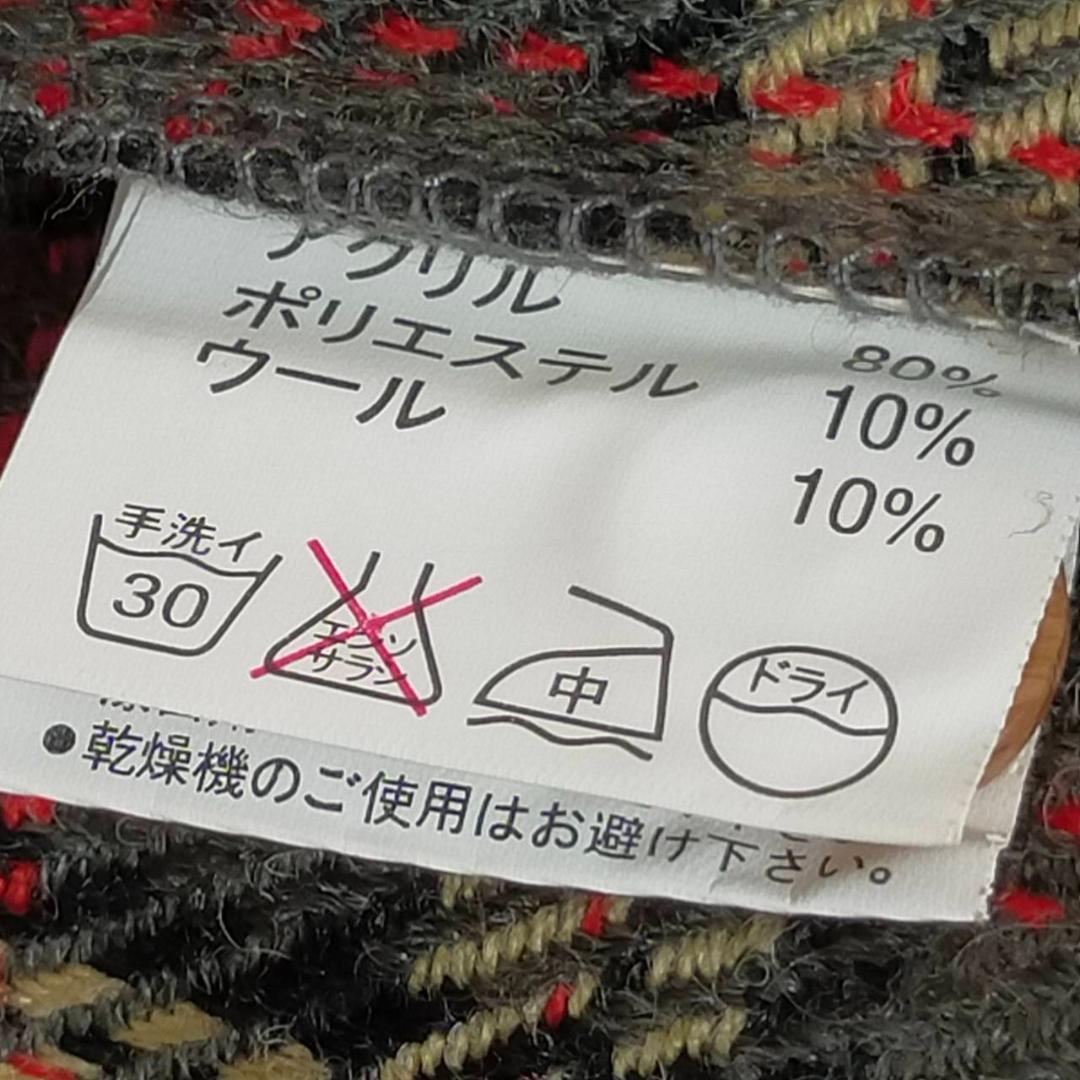 アクリル 80%
ポリエステル 10%
ウール 10%
手洗イ
30
エンソ
サラシ
中
ドライ
●乾燥機のご使用はお避け下さい。